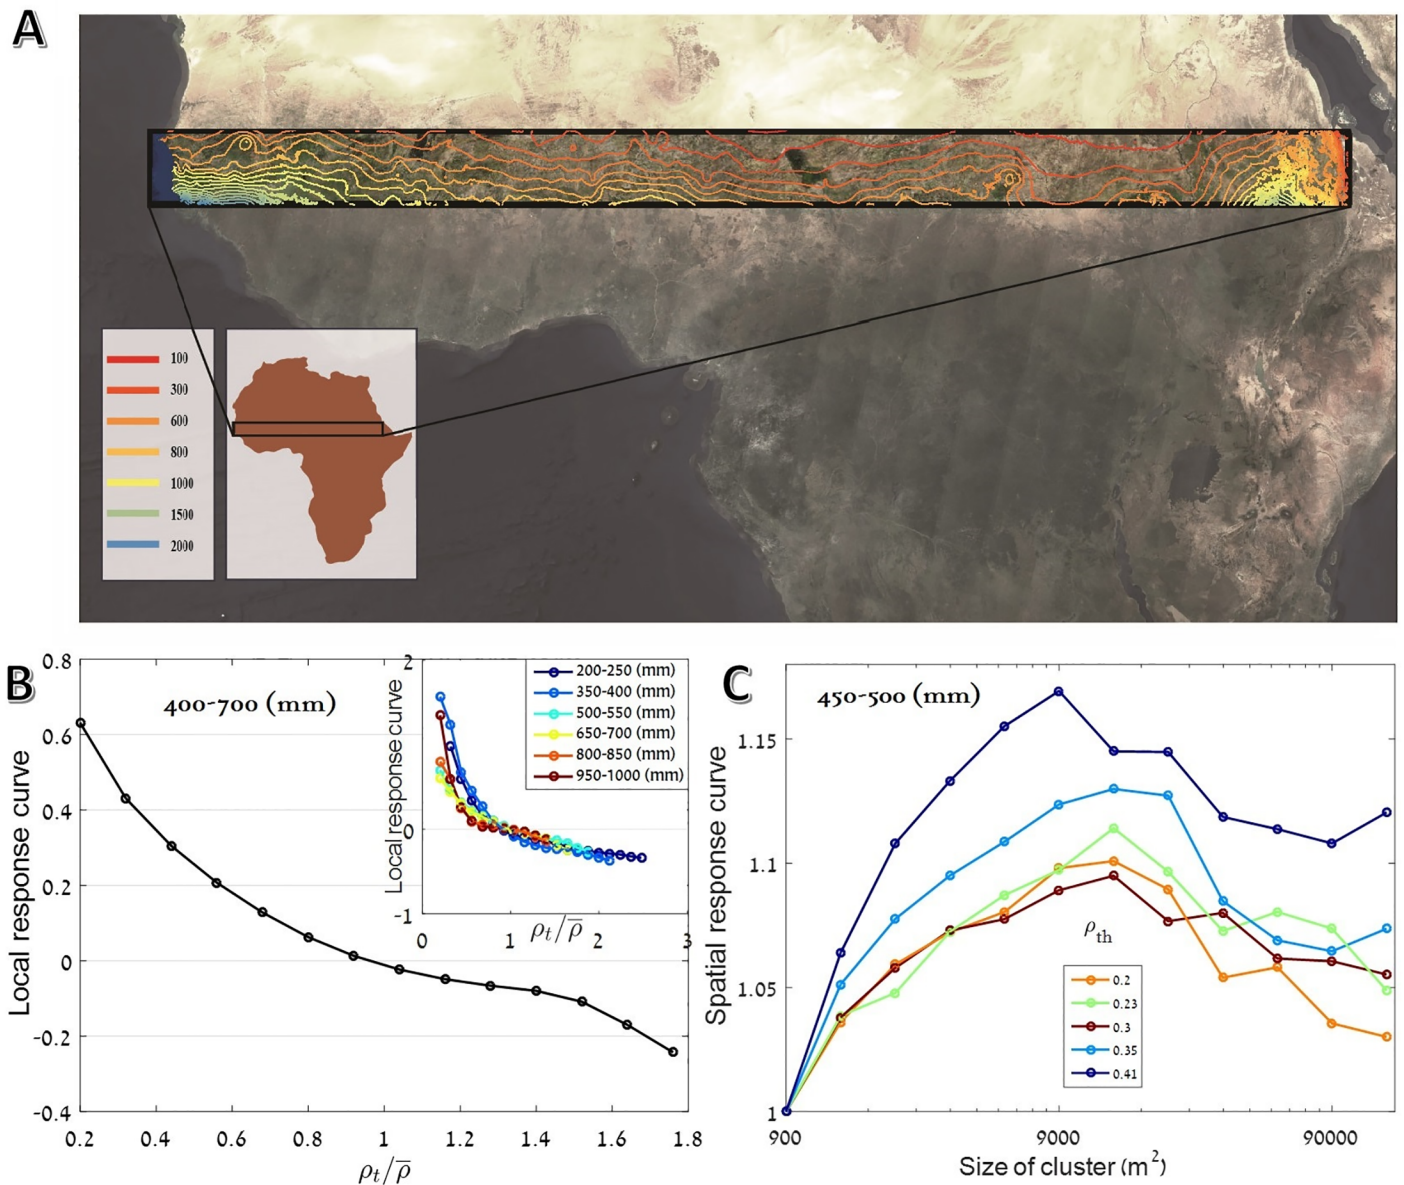 A
100
300
600
800
1000
1500
2000
B
400-700 (mm)
Local response curve
0.8
0.6
0.4
0.2
0
-0.2
-0.4
0.2 0.4 0.6 0.8 1 1.2 1.4 1.6 1.8
ρt/ρ̅
Local response curve
2
0
-1
0 1 2 3
ρt/ρ̅
200-250 (mm)
350-400 (mm)
500-550 (mm)
650-700 (mm)
800-850 (mm)
950-1000 (mm)
C
450-500 (mm)
Spatial response curve
1.15
1.1
1.05
1
900 9000 90000
Size of cluster (m²)
ρth
0.2
0.23
0.3
0.35
0.41